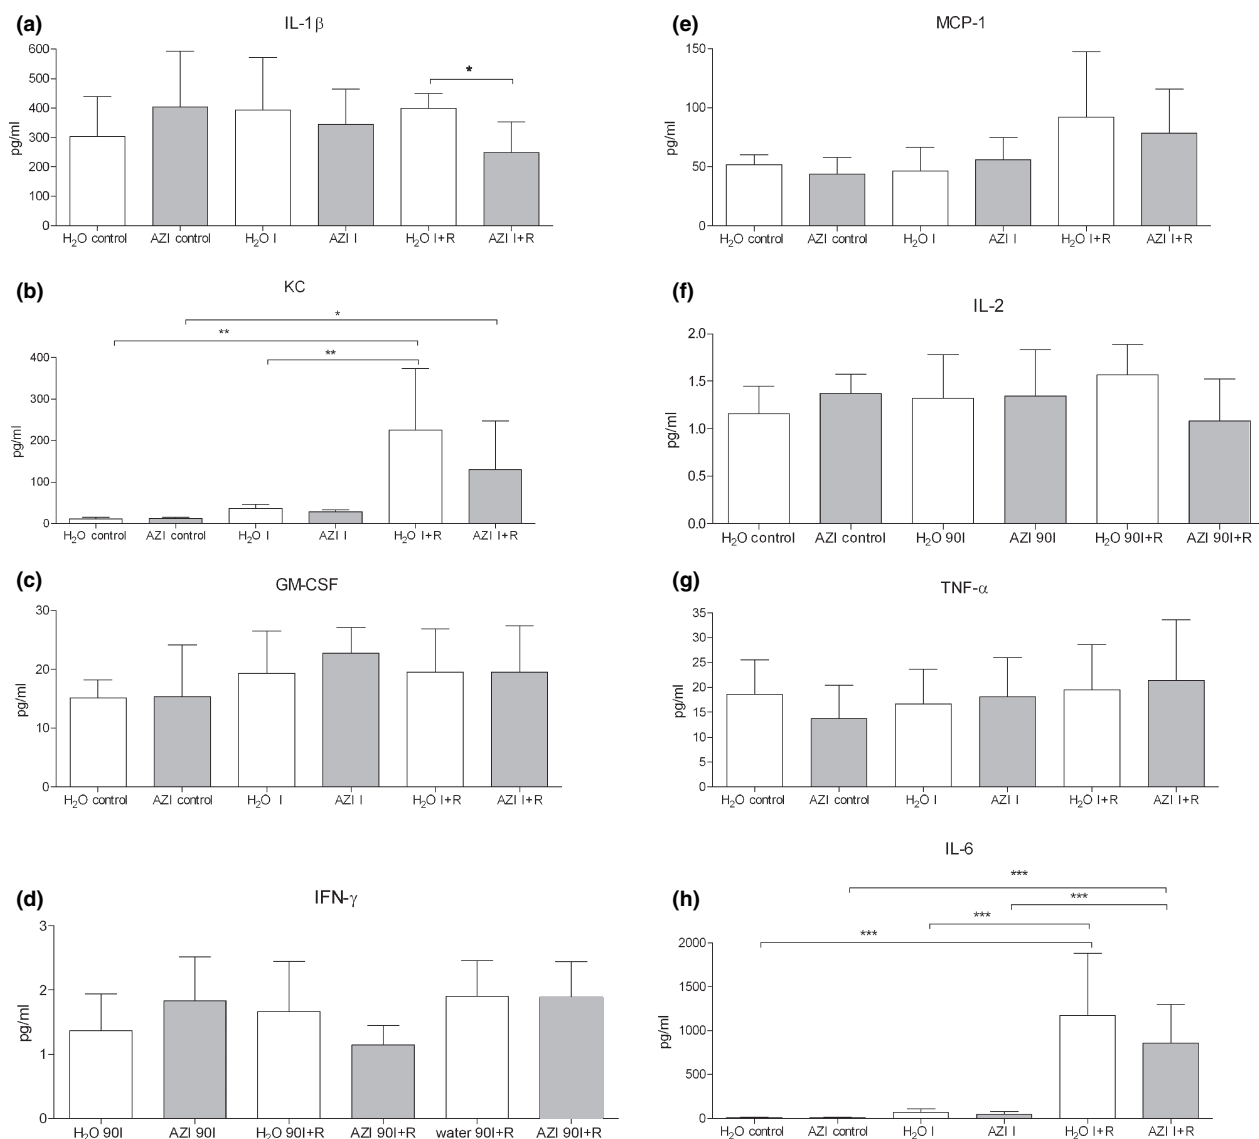 (a)
IL-1β
600
500
400
300
200
100
0
pg/ml
*
H₂O control AZI control H₂O I AZI I H₂O I+R AZI I+R
(b)
KC
*
**
**
400
300
200
100
0
pg/ml
H₂O control AZI control H₂O I AZI I H₂O I+R AZI I+R
(c)
GM-CSF
30
20
10
0
pg/ml
H₂O control AZI control H₂O I AZI I H₂O I+R AZI I+R
(d)
IFN-γ
3
2
1
0
pg/ml
H₂O 90I AZI 90I H₂O 90I+R AZI 90I+R water 90I+R AZI 90I+R
(e)
MCP-1
150
100
50
0
pg/ml
H₂O control AZI control H₂O I AZI I H₂O I+R AZI I+R
(f)
IL-2
2.0
1.5
1.0
0.5
0.0
pg/ml
H₂O control AZI control H₂O 90I AZI 90I H₂O 90I+R AZI 90I+R
(g)
TNF-α
35
30
25
20
15
10
5
0
pg/ml
H₂O control AZI control H₂O I AZI I H₂O I+R AZI I+R
IL-6
(h)
***
***
***
***
2000
1500
1000
500
0
pg/ml
H₂O control AZI control H₂O I AZI I H₂O I+R AZI I+R